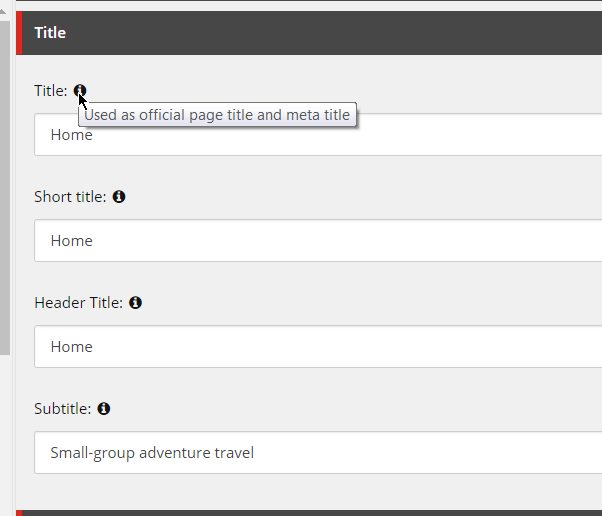 Title
Title:
Used as official page title and meta title
Home
Short title:
Home
Header Title:
Home
Subtitle:
Small-group adventure travel